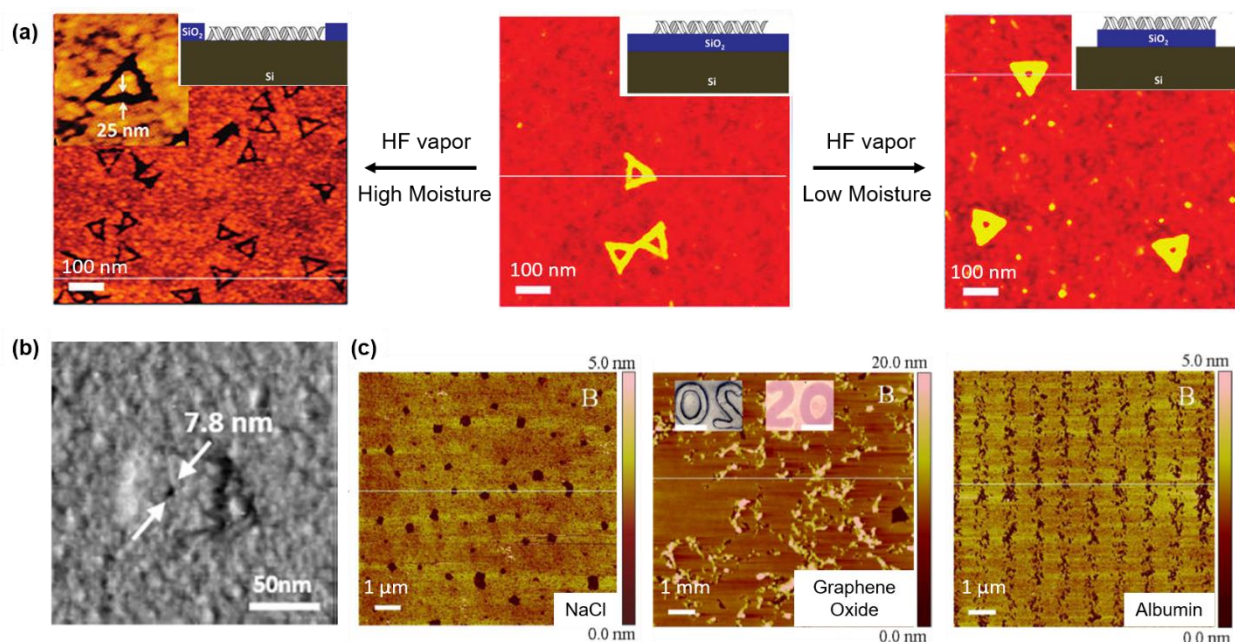 (a)
SiO₂
Si
25 nm
100 nm
HF vapor
High Moisture
SiO₂
Si
100 nm
HF vapor
Low Moisture
SiO₂
Si
100 nm
(b)
7.8 nm
50nm
(c)
5.0 nm
B
1 μm
NaCl
0.0 nm
20.0 nm
B
1 mm
Graphene
Oxide
0.0 nm
5.0 nm
B
1 μm
Albumin
0.0 nm